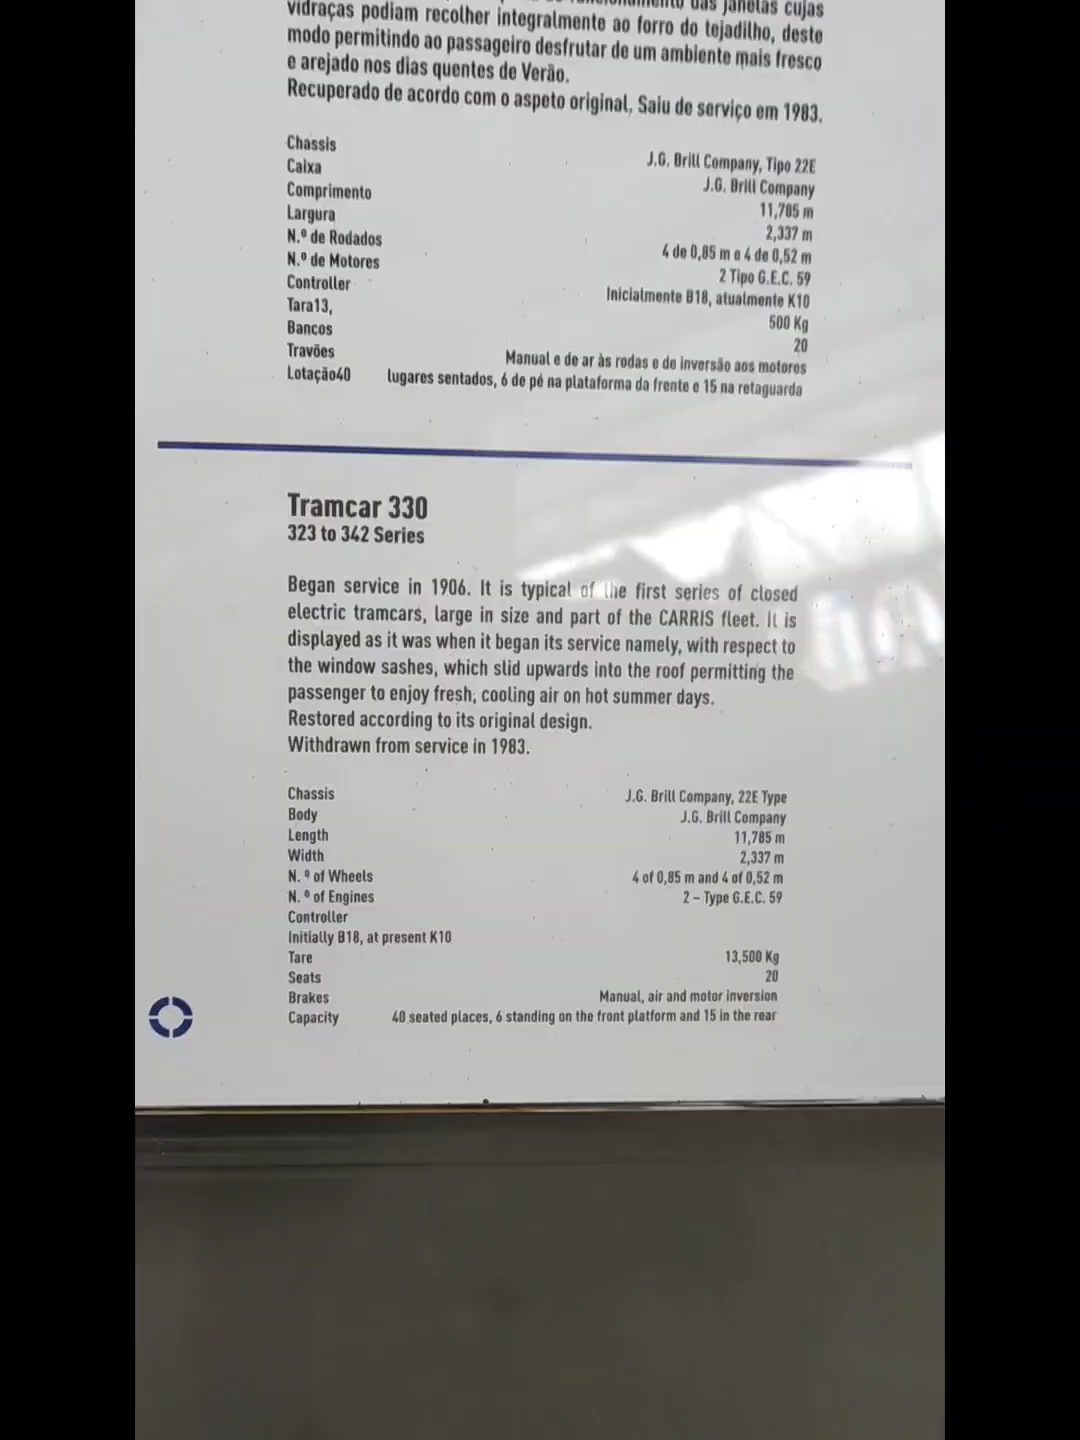 das janelas cujas
vidraças podiam recolher integralmente ao forro do tejadilho, deste
modo permitindo ao passageiro desfrutar de um ambiente mais fresco
e arejado nos dias quentes de Verão.
Recuperado de acordo com o aspeto original. Saiu de serviço em 1983.
Chassis J.G. Brill Company, Tipo 22E
Caixa J.G. Brill Company
Comprimento 11,785 m
Largura 2,337 m
N.º de Rodados 4 de 0,85 m e 4 de 0,52 m
N.º de Motores 2 Tipo G.E.C. 59
Controller Inicialmente B18, atualmente K10
Tara13, 500 Kg
Bancos 20
Travões Manual e de ar às rodas e de inversão aos motores
Lotação40 lugares sentados, 6 de pé na plataforma da frente e 15 na retaguarda
Tramcar 330
323 to 342 Series
Began service in 1906. It is typical of the first series of closed
electric tramcars, large in size and part of the CARRIS fleet. It is
displayed as it was when it began its service namely, with respect to
the window sashes, which slid upwards into the roof permitting the
passenger to enjoy fresh, cooling air on hot summer days.
Restored according to its original design.
Withdrawn from service in 1983.
Chassis J.G. Brill Company, 22E Type
Body J.G. Brill Company
Length 11,785 m
Width 2,337 m
N. º of Wheels 4 of 0,85 m and 4 of 0,52 m
N. º of Engines 2 – Type G.E.C. 59
Controller
Initially B18, at present K10
Tare 13,500 Kg
Seats 20
Brakes Manual, air and motor inversion
Capacity 40 seated places, 6 standing on the front platform and 15 in the rear